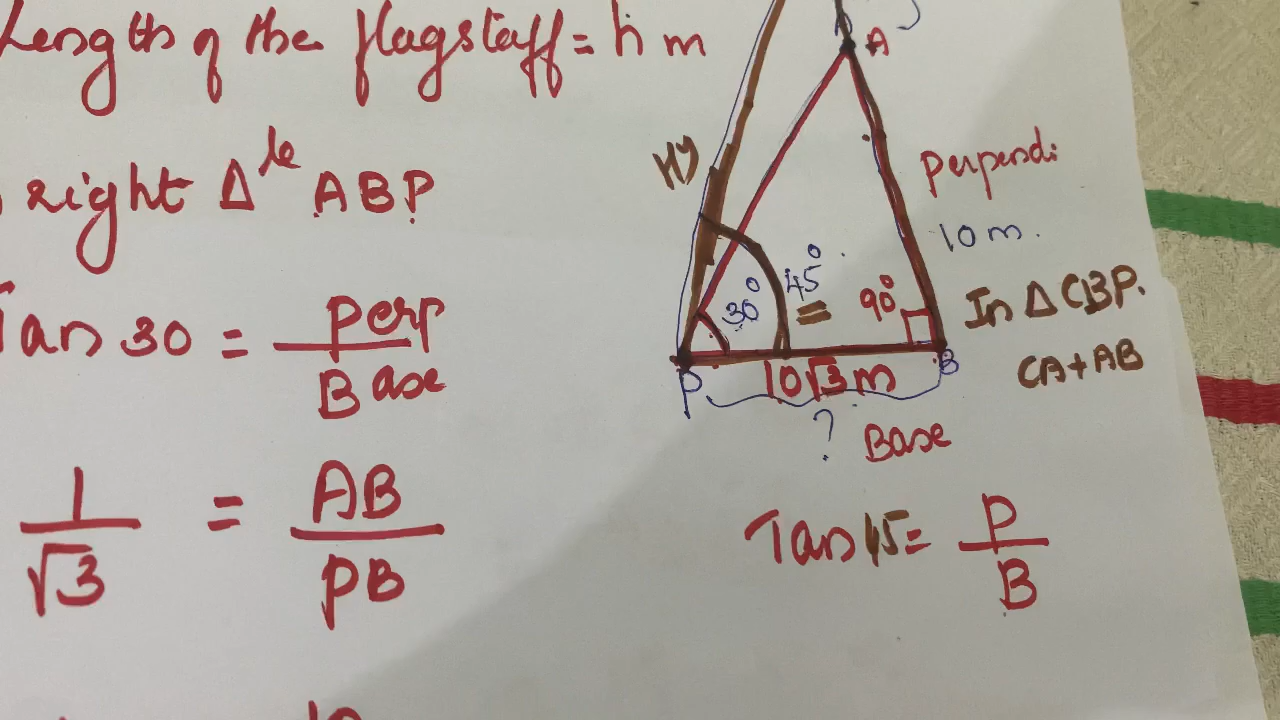 Length of the flagstaff = h m
right Δle ABP
Tan 30 = Perp
Base
1/√3 = AB/PB
10
A
Hy
Perpendi
10 m.
30° 45° =
90°
In Δ CBP.
CA+AB
P 10√3 m B
?
Base
Tan 45 = P/B